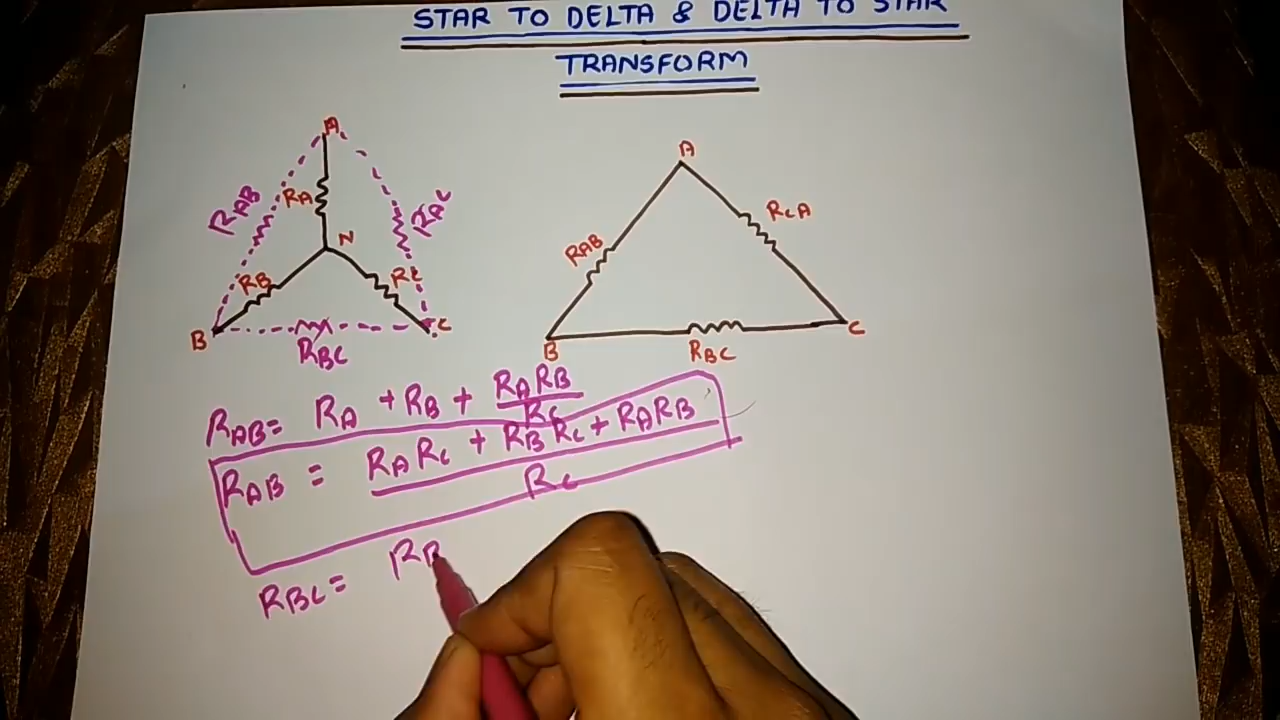 STAR TO DELTA & DELTA TO STAR
TRANSFORM
A
RAB
RA
RAC
N
RB
RC
B
C
RBC
A
RAB
RCA
B
C
RBC
RAB= RA + RB + RARB
RC
RAB = RARC + RBRC + RARB
RC
RBC= RB